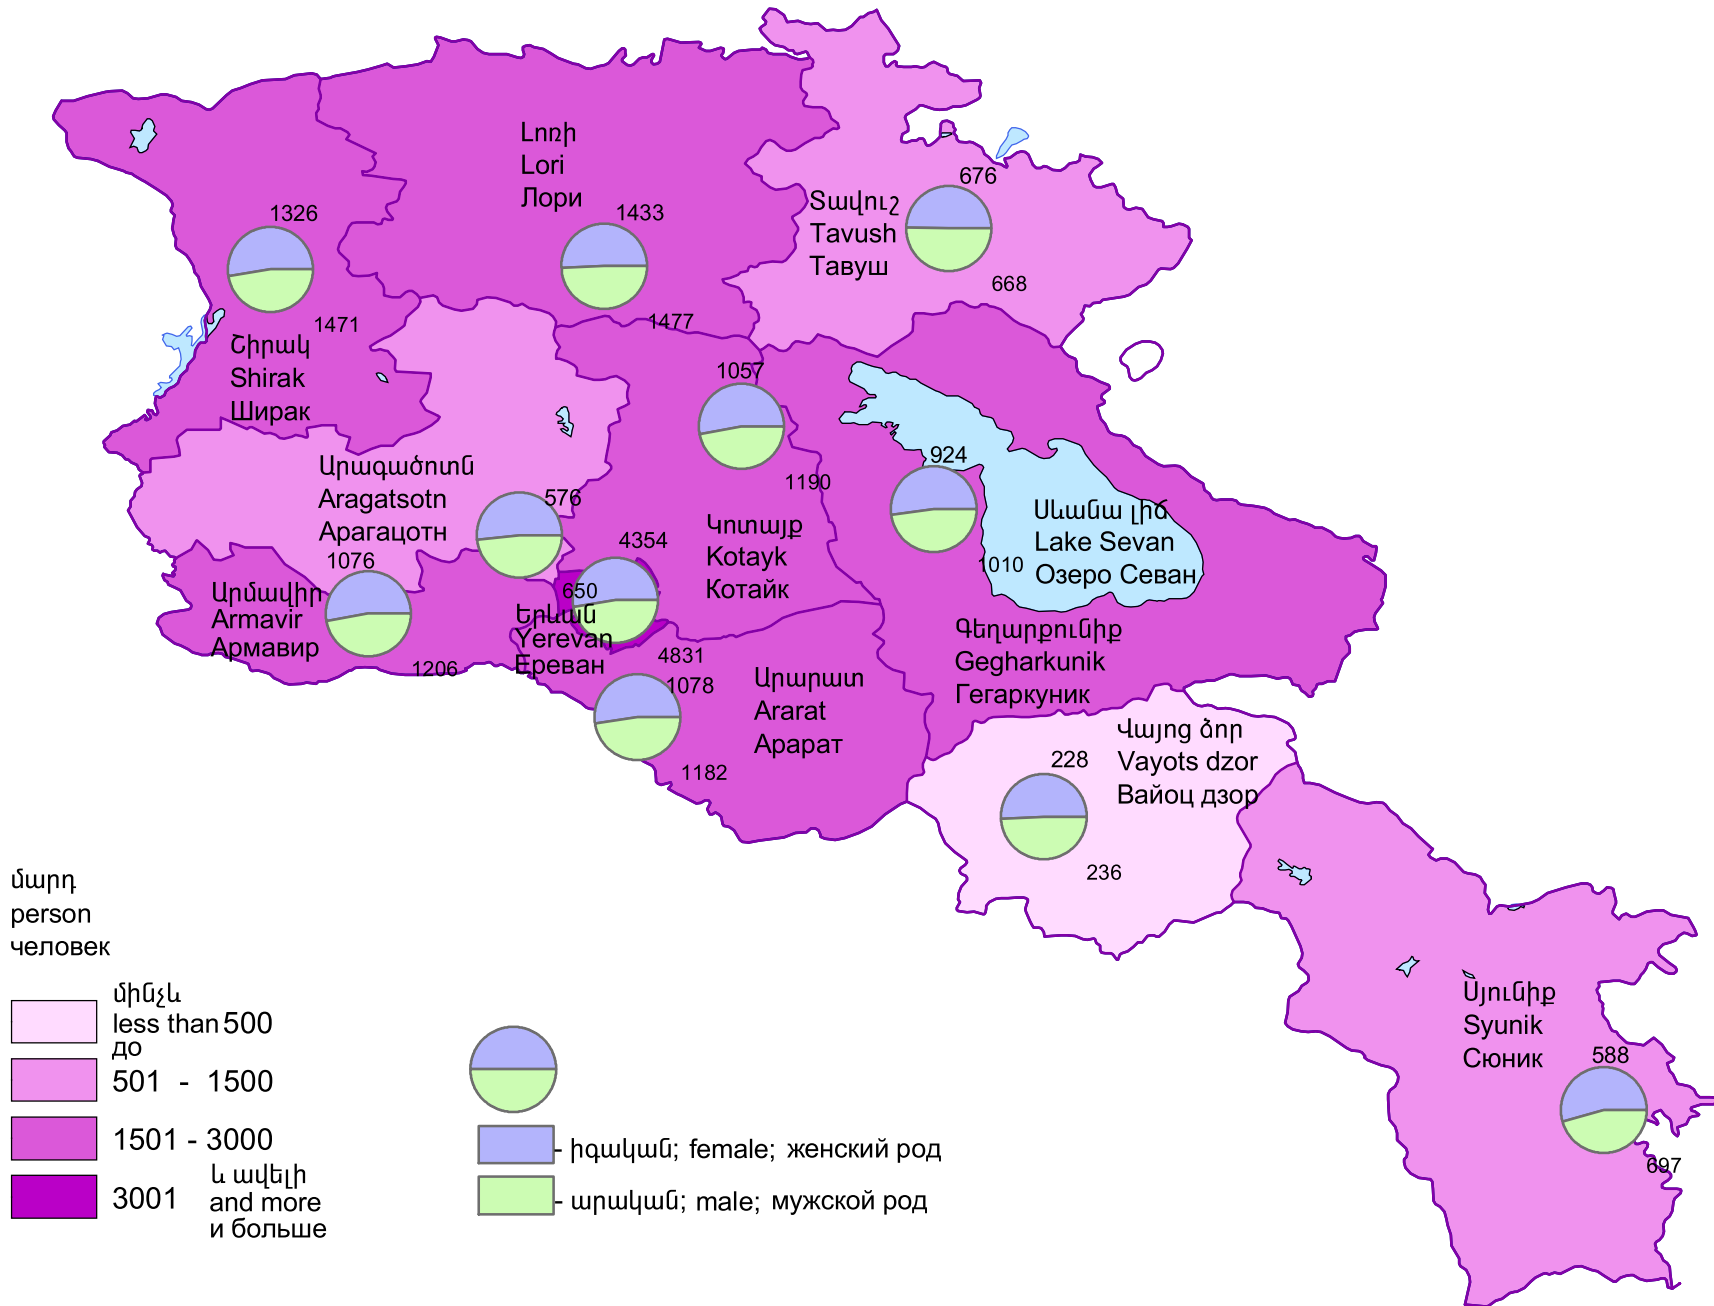 Լոռի
Lori
Лори
1433
1477
676
Տավուշ
Tavush
Тавуш
668
1326
1471
Շիրակ
Shirak
Ширак
1057
1190
Կոտայք
Kotayk
Котайк
924
1010
Սևանա լիճ
Lake Sevan
Озеро Севан
Գեղարքունիք
Gegharkunik
Гегаркуник
Արագածոտն
Aragatsotn
Арагацотн
576
650
1076
Արմավիր
Armavir
Армавир
1206
4354
Երևան
Yerevan
Ереван
4831
1078
Արարատ
Ararat
Арарат
1182
Վայոց ձոր
Vayots dzor
Вайоц дзор
228
236
Սյունիք
Syunik
Сюник
588
697
մարդ
person
человек
մինչև
less than 500
до
501 - 1500
1501 - 3000
3001
և ավելի
and more
и больше
- իգական; female; женский род
- արական; male; мужской род